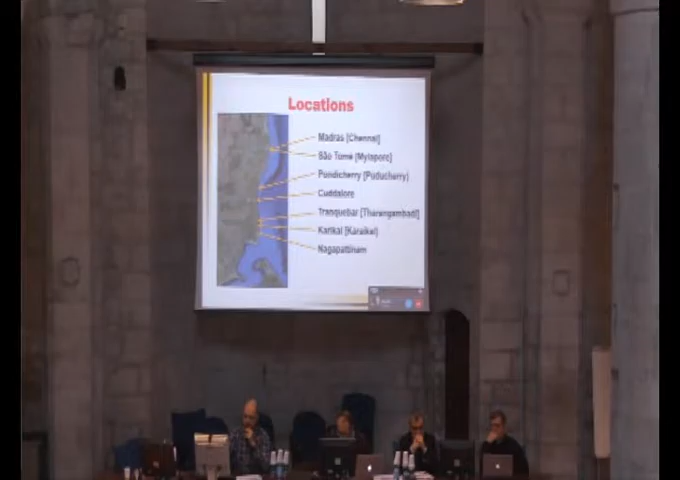 Locations
Madras [Chennai]
São Tomé [Mylapore]
Pondicherry [Puducherry]
Cuddalore
Tranquebar [Tharangambadi]
Karikal [Karaikal]
Nagapattinam